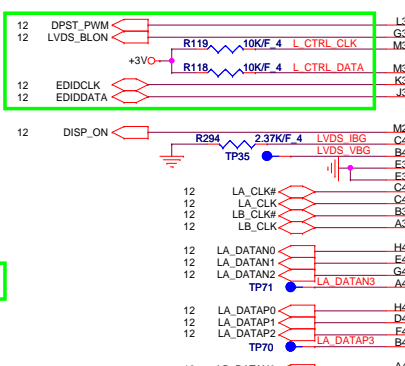 12 DPST_PWM L3
12 LVDS_BLON G3
R119 10K/F_4 L_CTRL_CLK M3
+3V
R118 10K/F_4 L_CTRL_DATA M3
12 EDIDCLK K3
12 EDIDDATA J3
12 DISP_ON M2
R294 2.37K/F_4 LVDS_IBG C4
TP35 LVDS_VBG B4
E3
E3
12 LA_CLK# C4
12 LA_CLK C4
12 LB_CLK# B3
12 LB_CLK A3
12 LA_DATAN0 H4
12 LA_DATAN1 E4
12 LA_DATAN2 G4
TP71 LA_DATAN3 A4
12 LA_DATAP0 H4
12 LA_DATAP1 D4
12 LA_DATAP2 F4
TP70 LA_DATAP3 B4